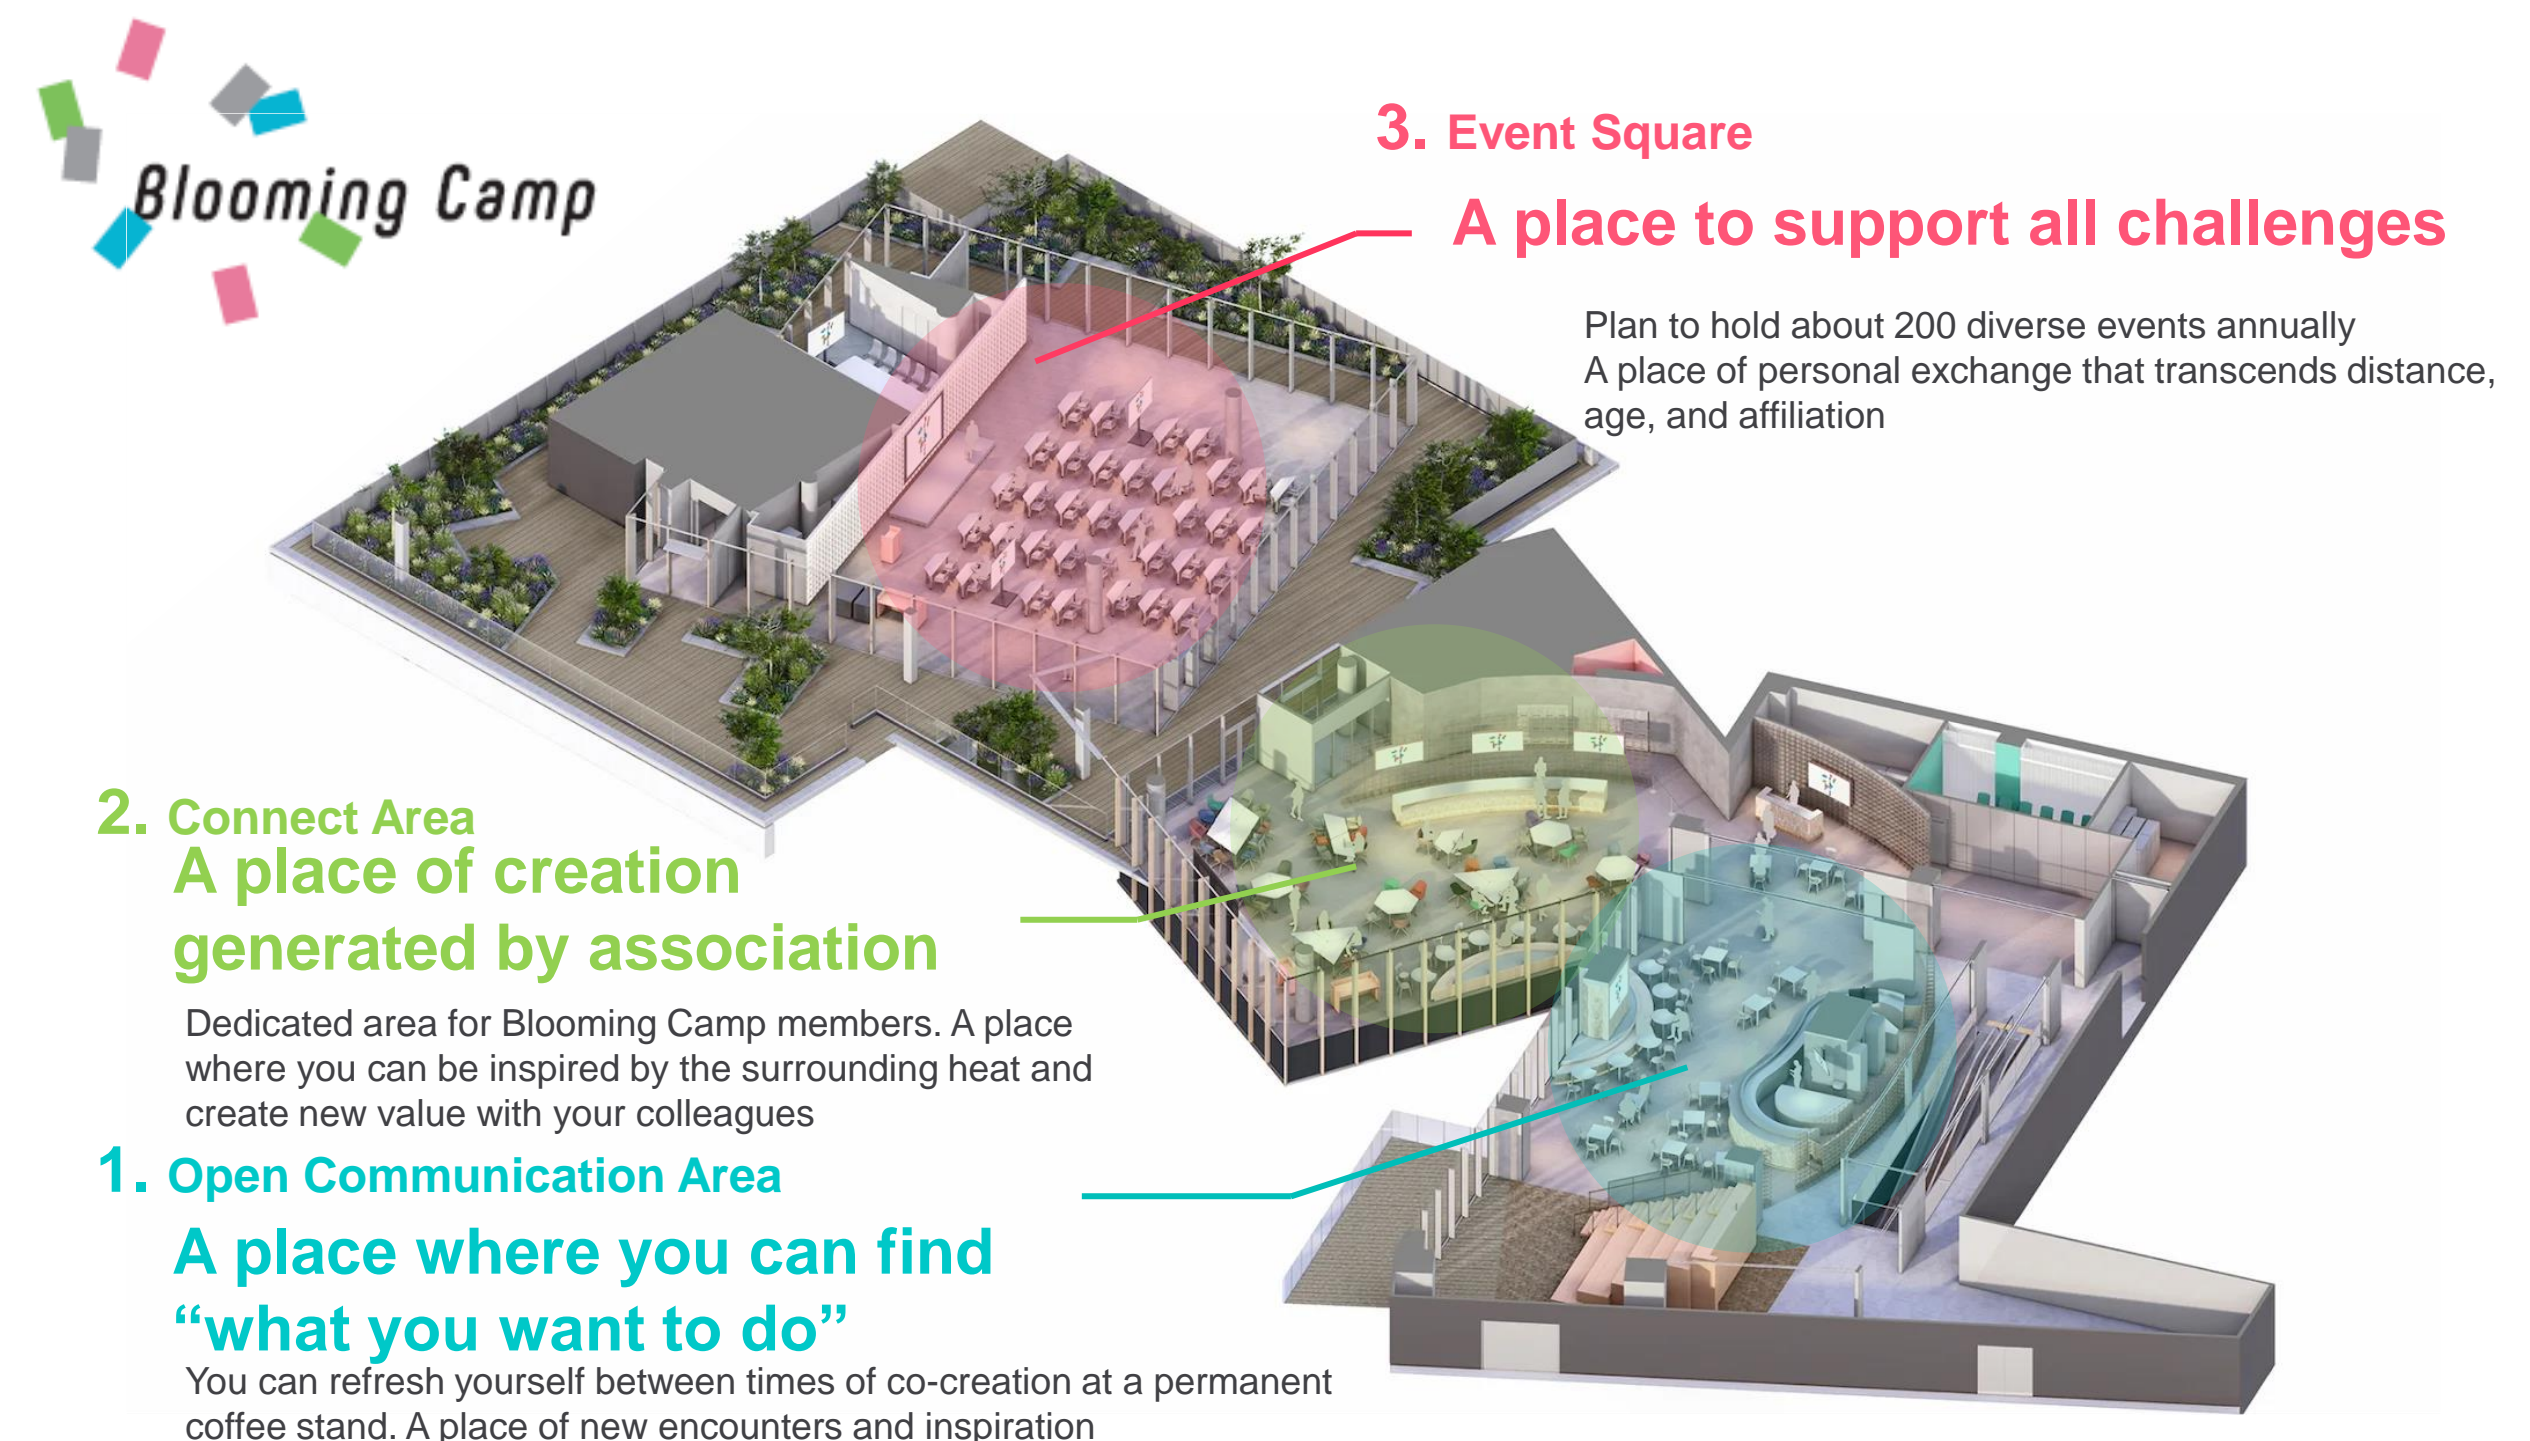 Blooming Camp
3. Event Square
A place to support all challenges
Plan to hold about 200 diverse events annually
A place of personal exchange that transcends distance,
age, and affiliation
2. Connect Area
A place of creation
generated by association
Dedicated area for Blooming Camp members. A place
where you can be inspired by the surrounding heat and
create new value with your colleagues
1. Open Communication Area
A place where you can find
“what you want to do”
You can refresh yourself between times of co-creation at a permanent
coffee stand. A place of new encounters and inspiration